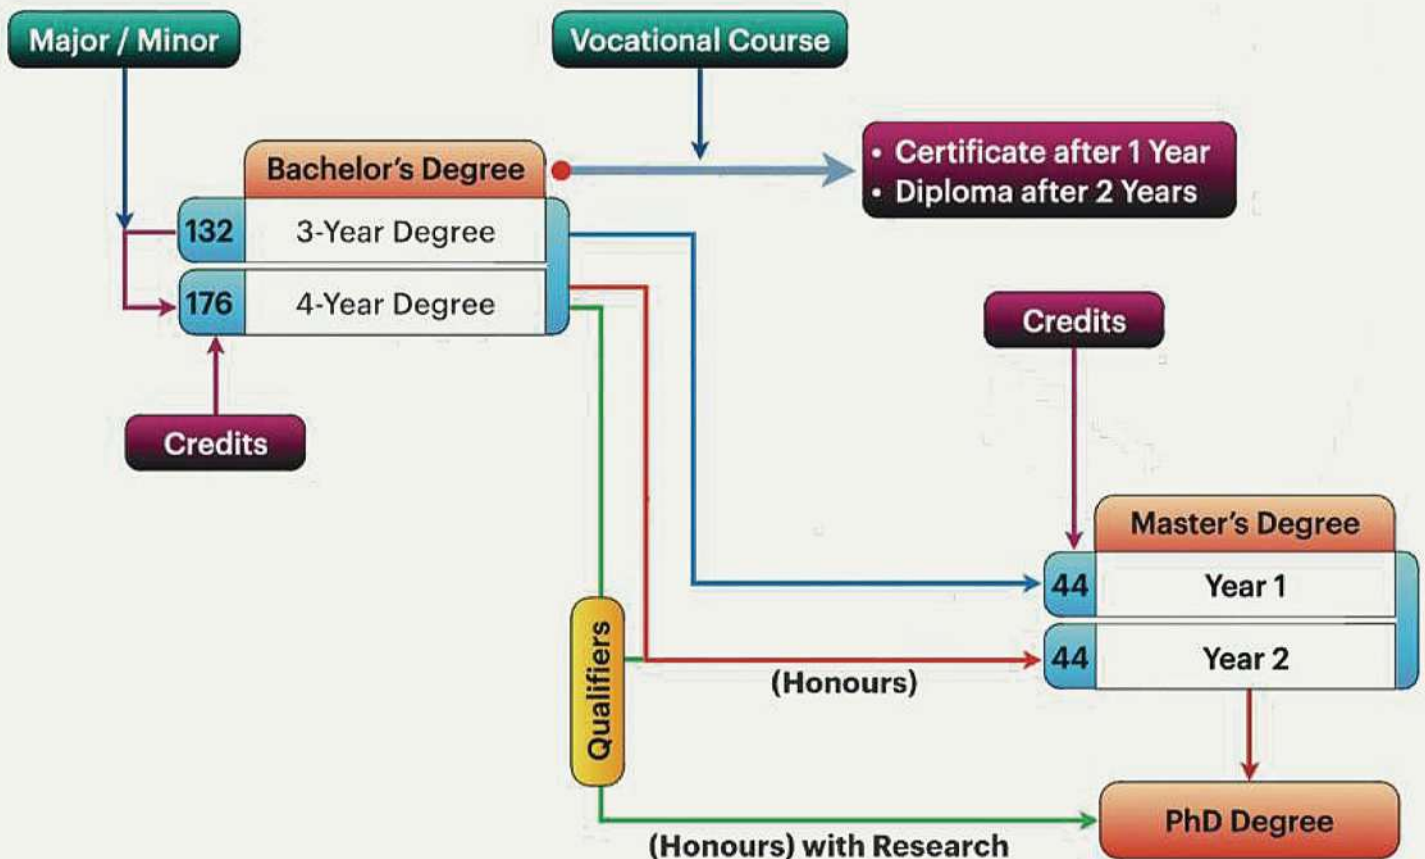 Major / Minor
Vocational Course
Bachelor's Degree
• Certificate after 1 Year
• Diploma after 2 Years
132
3-Year Degree
176
4-Year Degree
Credits
Credits
Master's Degree
44
Year 1
44
Year 2
Qualifiers
(Honours)
PhD Degree
(Honours) with Research